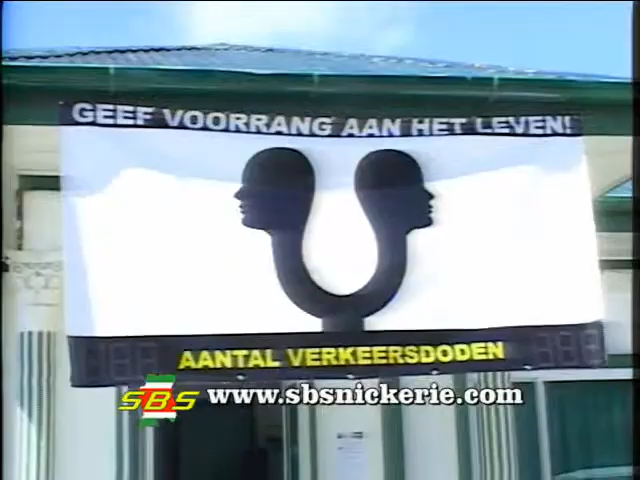 GEEF VOORRANG AAN HET LEVEN!
AANTAL VERKEERSDODEN
SBS www.sbsnickerie.com